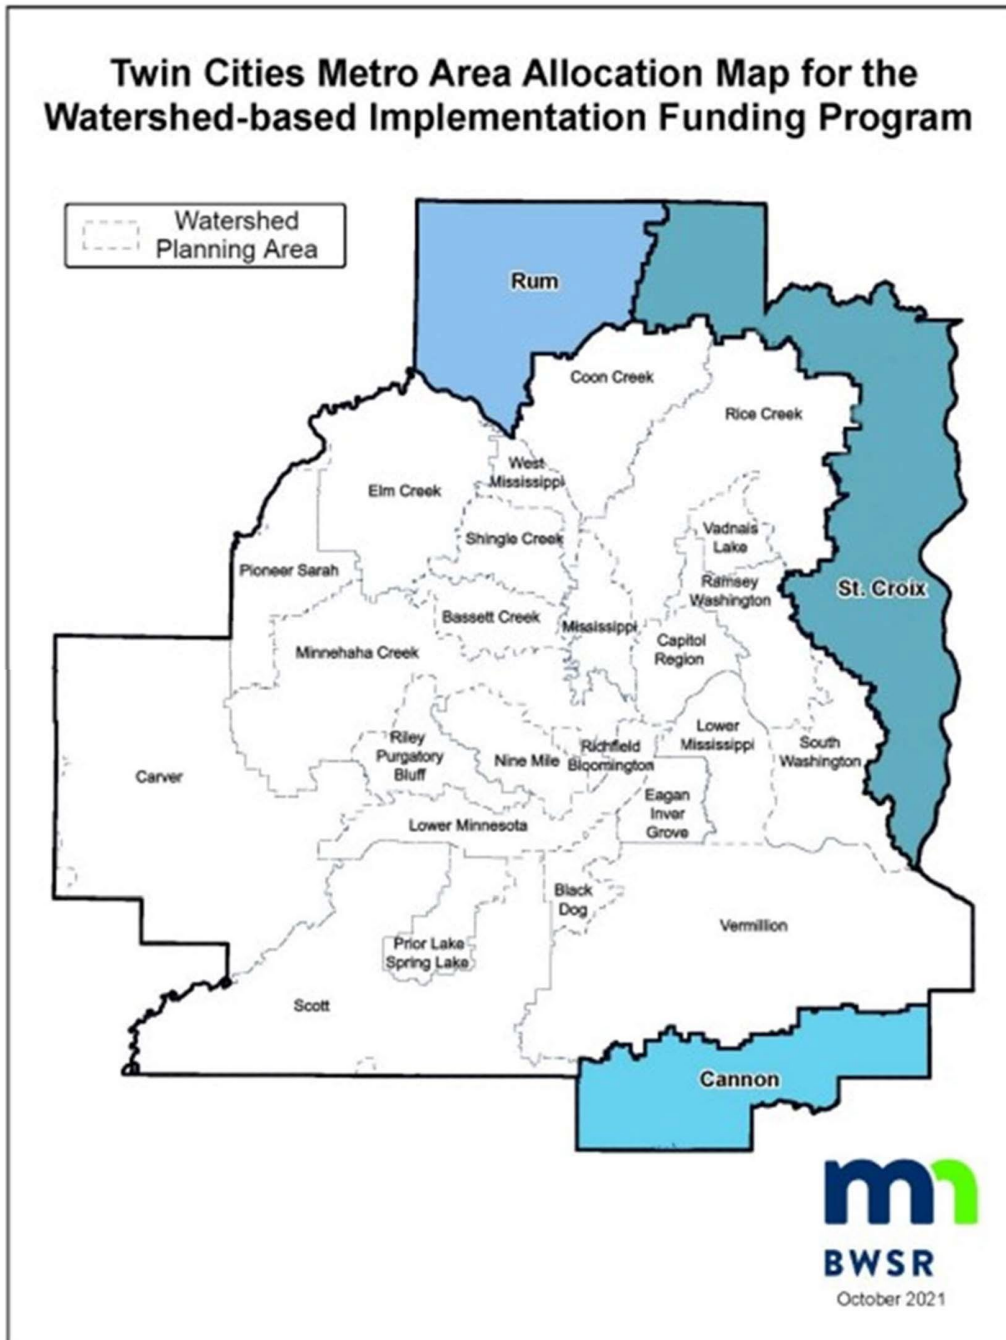 Twin Cities Metro Area Allocation Map for the
Watershed-based Implementation Funding Program
Watershed
Planning Area
Rum
Coon Creek
Rice Creek
West
Mississippi
Elm Creek
Shingle Creek
Vadnais
Lake
Pioneer Sarah
Ramsey
Washington
St. Croix
Bassett Creek
Mississippi
Minnehaha Creek
Capitol
Region
Riley
Purgatory
Bluff
Nine Mile
Richfield
Bloomington
Lower
Mississippi
South
Washington
Carver
Eagan
Inver
Grove
Lower Minnesota
Black
Dog
Vermillion
Prior Lake
Spring Lake
Scott
Cannon
mn
BWSR
October 2021